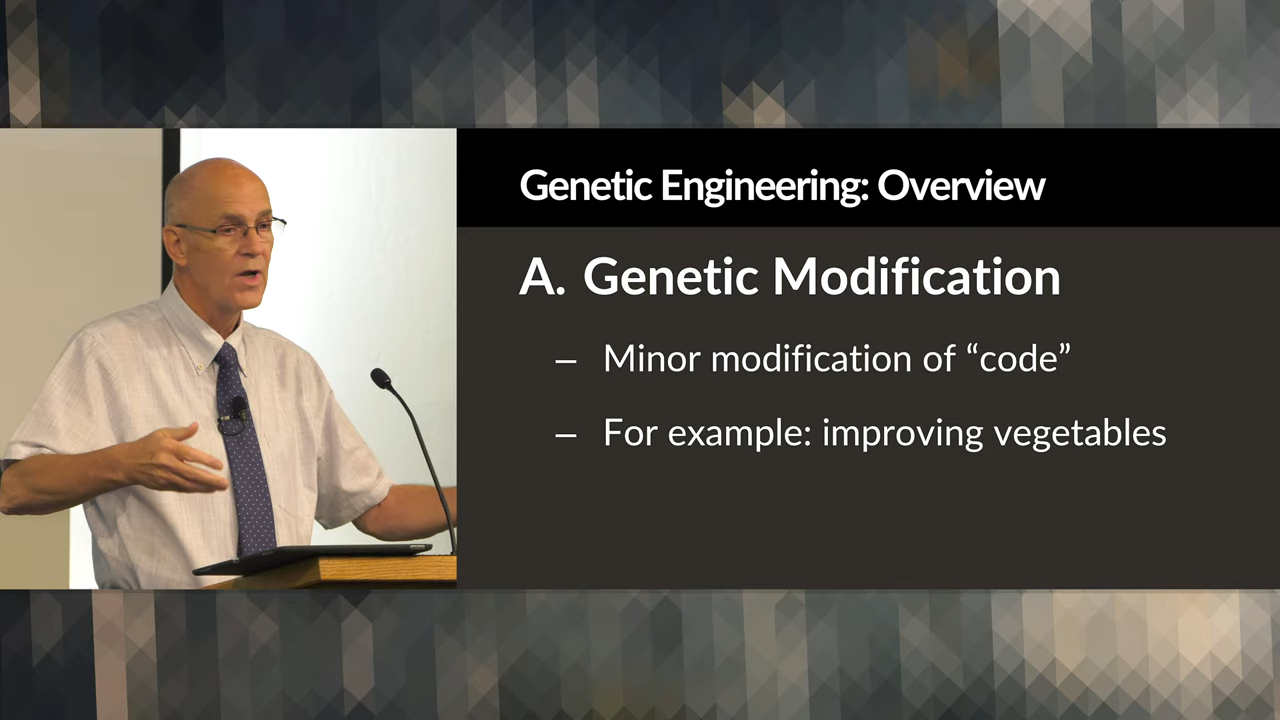 Genetic Engineering: Overview
A. Genetic Modification
– Minor modification of “code”
– For example: improving vegetables